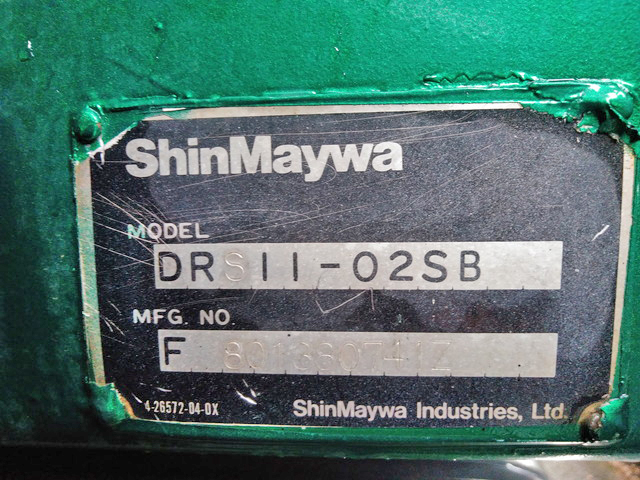 ShinMaywa
MODEL
DRS11-02SB
MFG. NO.
F
4-26572-04-0X
ShinMaywa Industries, Ltd.